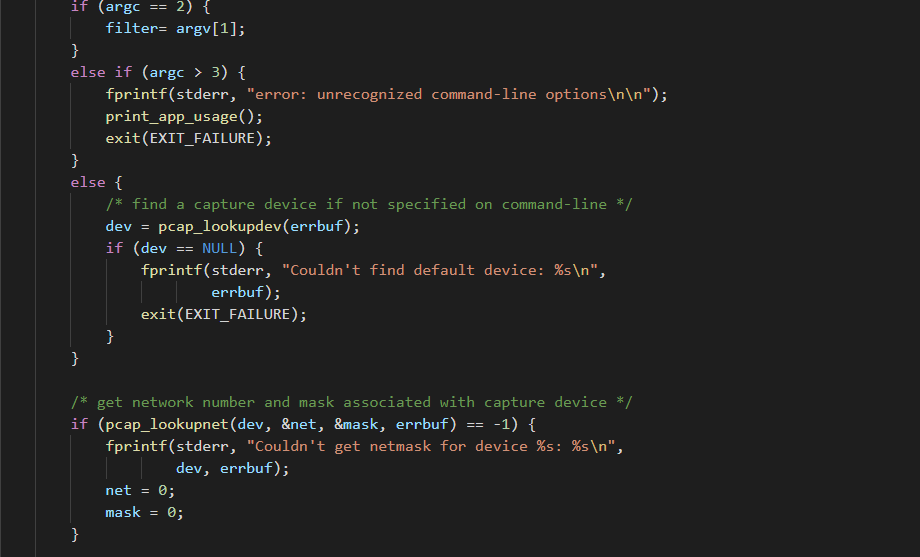 if (argc == 2) {
filter= argv[1];
}
else if (argc > 3) {
fprintf(stderr, "error: unrecognized command-line options\n\n");
print_app_usage();
exit(EXIT_FAILURE);
}
else {
/* find a capture device if not specified on command-line */
dev = pcap_lookupdev(errbuf);
if (dev == NULL) {
fprintf(stderr, "Couldn't find default device: %s\n",
errbuf);
exit(EXIT_FAILURE);
}
}
/* get network number and mask associated with capture device */
if (pcap_lookupnet(dev, &net, &mask, errbuf) == -1) {
fprintf(stderr, "Couldn't get netmask for device %s: %s\n",
dev, errbuf);
net = 0;
mask = 0;
}